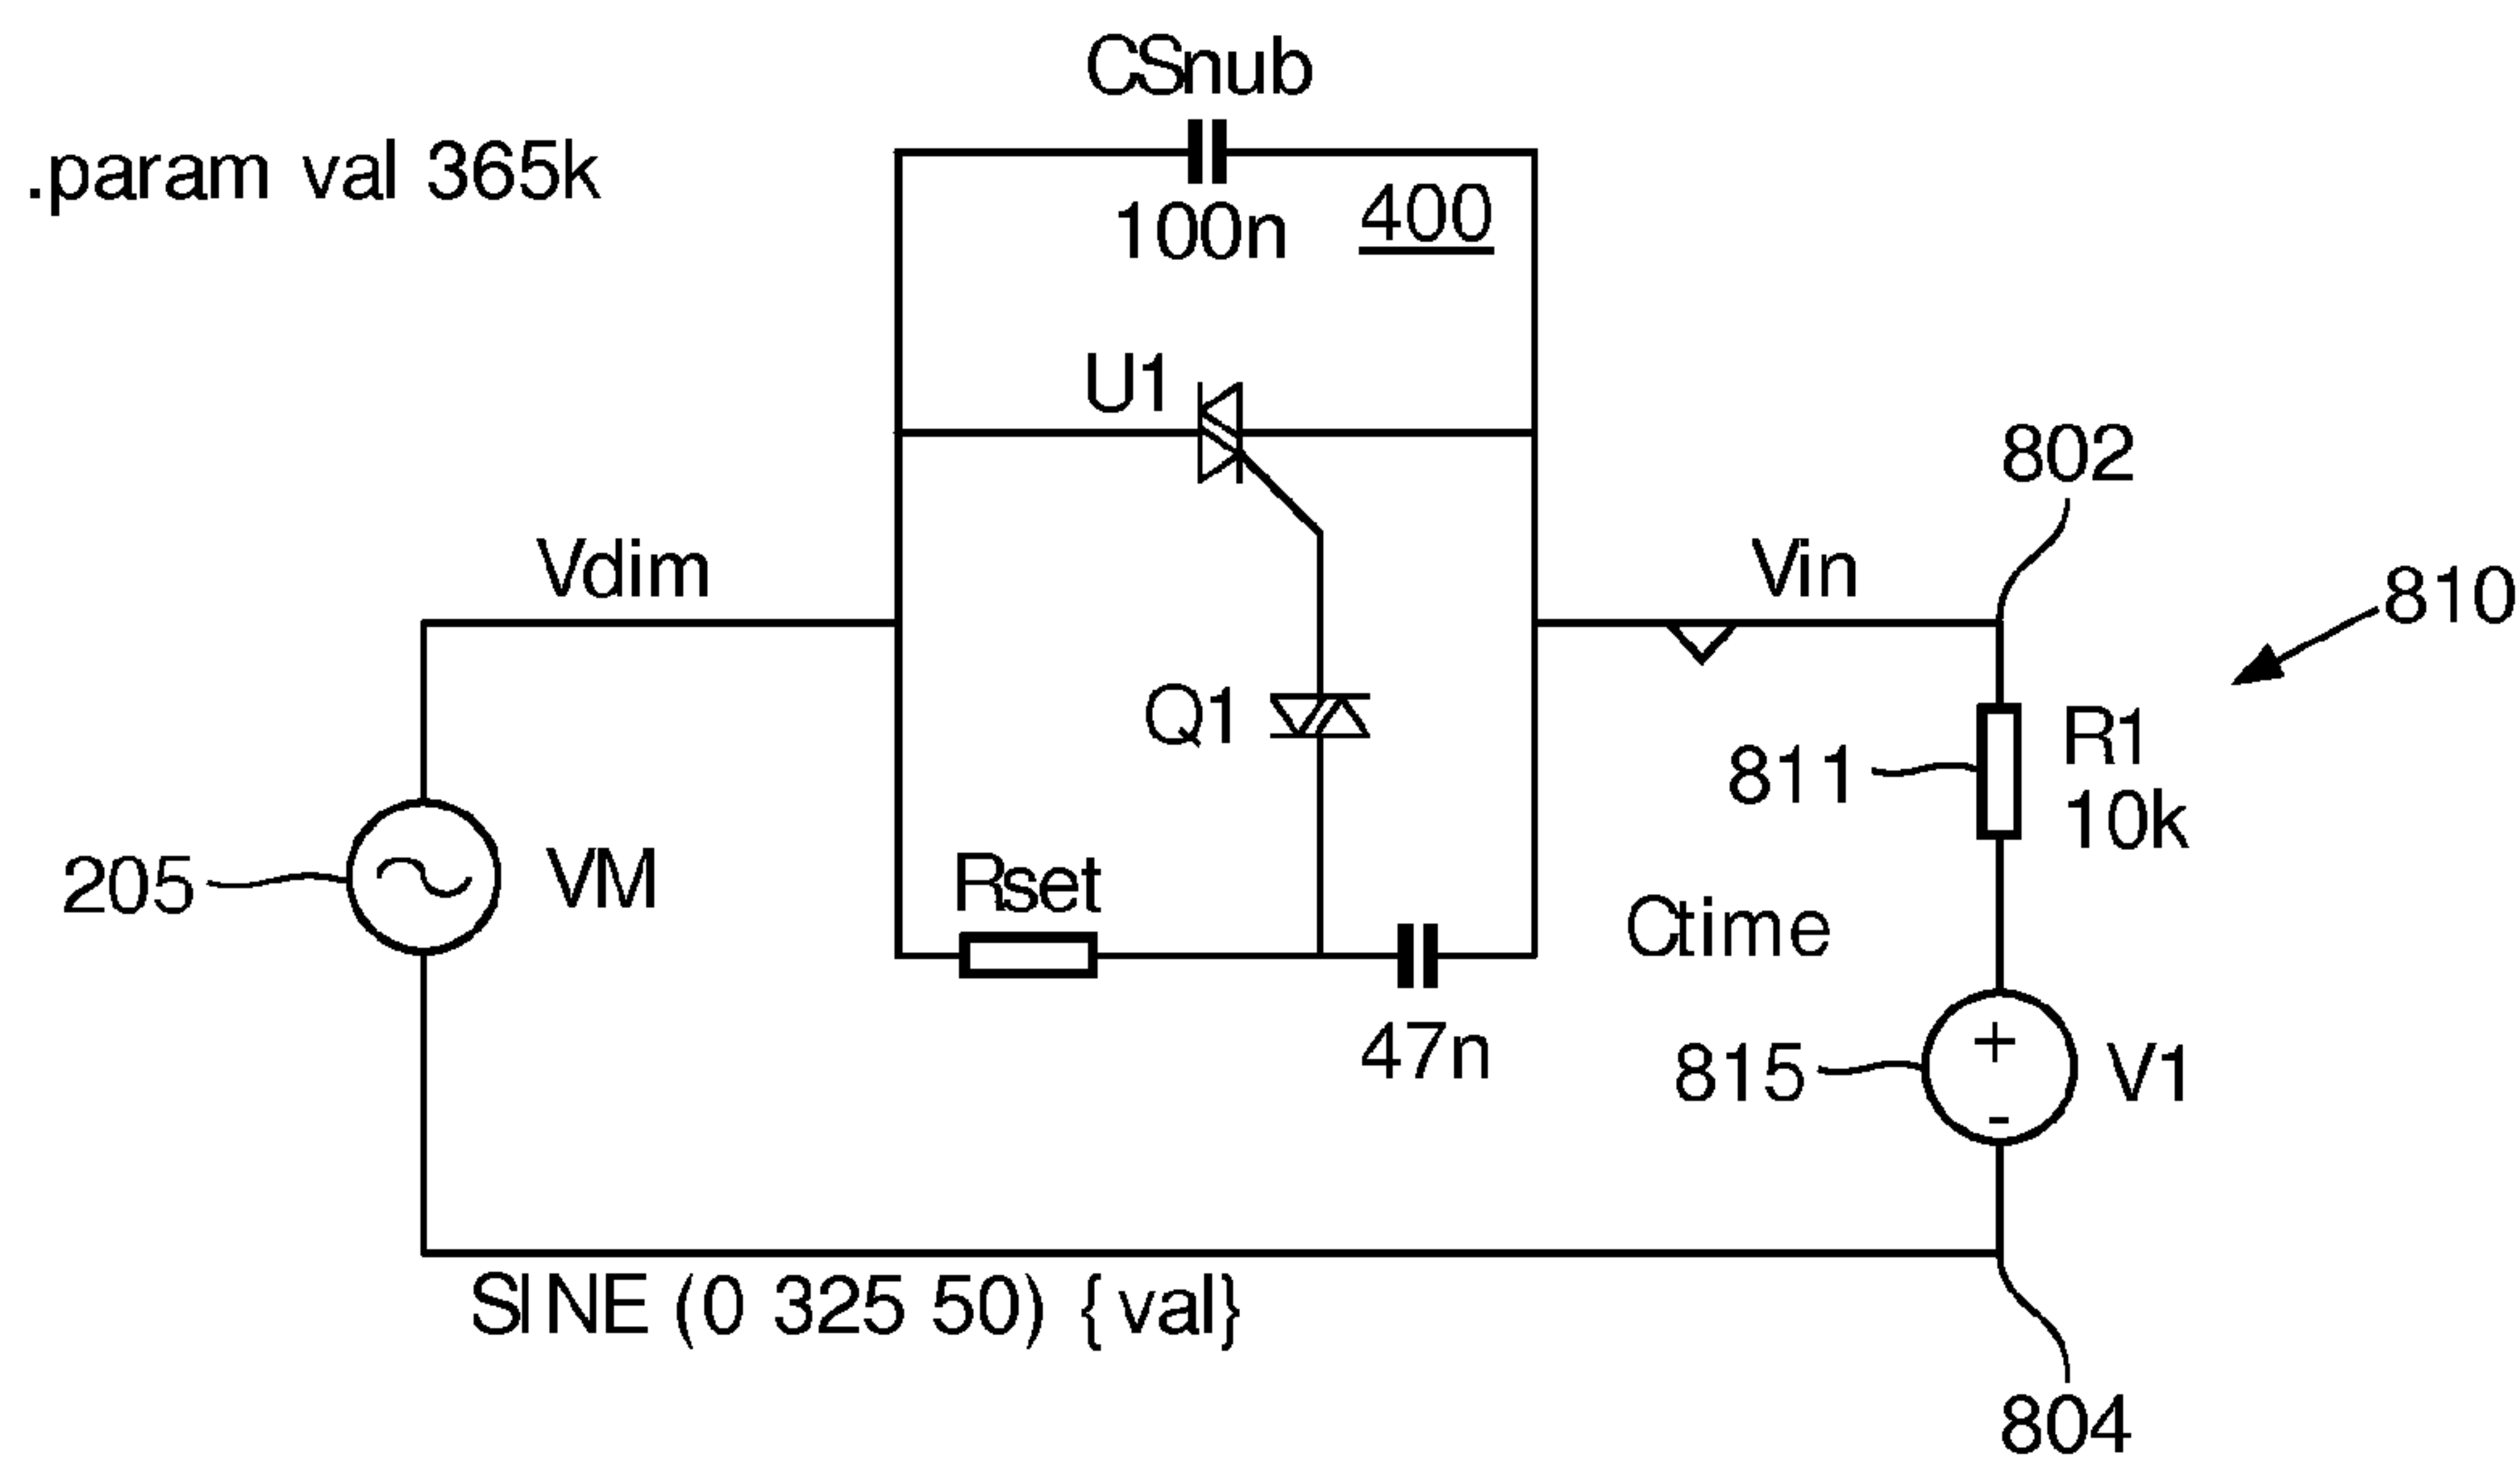 CSnub
.param val 365k
100n
400
U1
802
Vdim
Vin
810
Q1
R1
811
10k
205
VM
Rset
Ctime
47n
815
+
V1
-
SINE (0 325 50) {val}
804